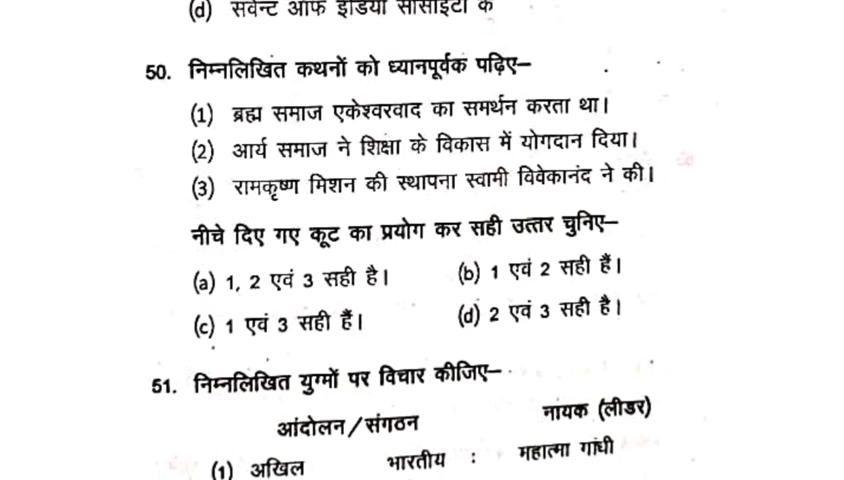 (d) सर्वेन्ट ऑफ इंडिया सोसाइटी के
50. निम्नलिखित कथनों को ध्यानपूर्वक पढ़िए–
(1) ब्रह्म समाज एकेश्वरवाद का समर्थन करता था।
(2) आर्य समाज ने शिक्षा के विकास में योगदान दिया।
(3) रामकृष्ण मिशन की स्थापना स्वामी विवेकानंद ने की।
नीचे दिए गए कूट का प्रयोग कर सही उत्तर चुनिए–
(a) 1, 2 एवं 3 सही है। (b) 1 एवं 2 सही हैं।
(c) 1 एवं 3 सही हैं। (d) 2 एवं 3 सही है।
51. निम्नलिखित युग्मों पर विचार कीजिए–
आंदोलन/संगठन नायक (लीडर)
(1) अखिल भारतीय : महात्मा गांधी